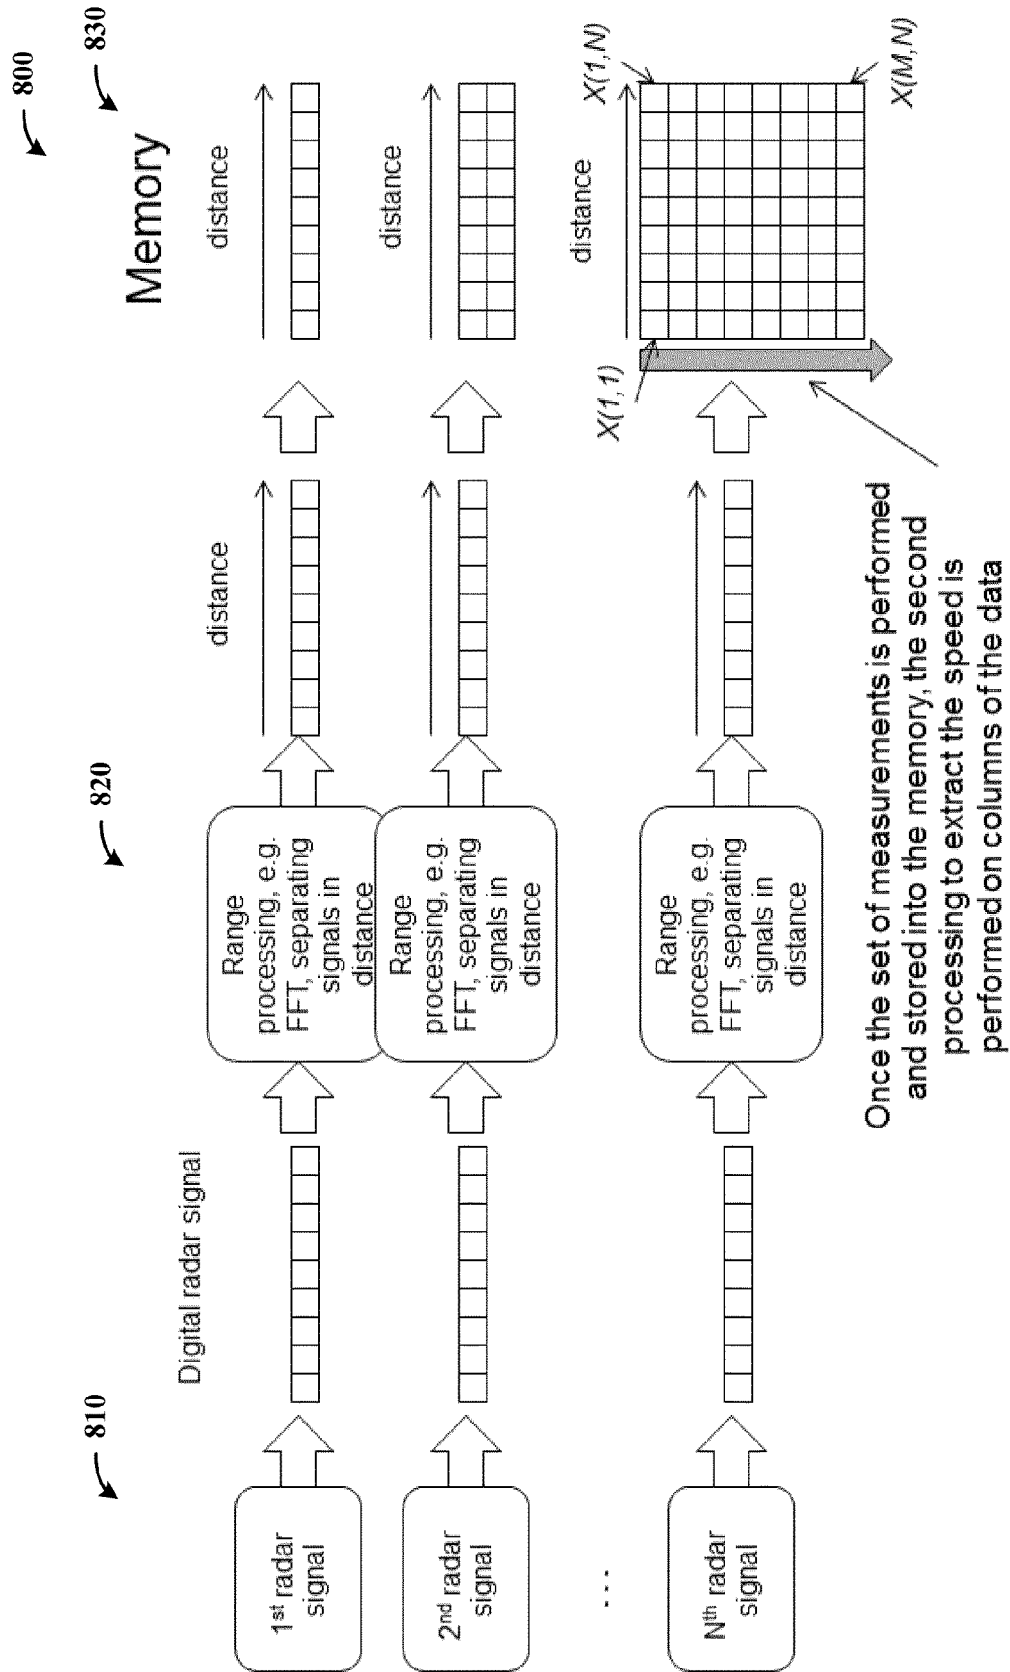 800
810
820
830
Memory
Digital radar signal
distance
distance
1st radar
signal
Range
processing, e.g.
FFT, separating
signals in
distance
distance
2nd radar
signal
Range
processing, e.g.
FFT, separating
signals in
distance
...
distance
X(1,1)
X(1,N)
X(M,N)
Nth radar
signal
Range
processing, e.g.
FFT, separating
signals in
distance
Once the set of measurements is performed
and stored into the memory, the second
processing to extract the speed is
performed on columns of the data